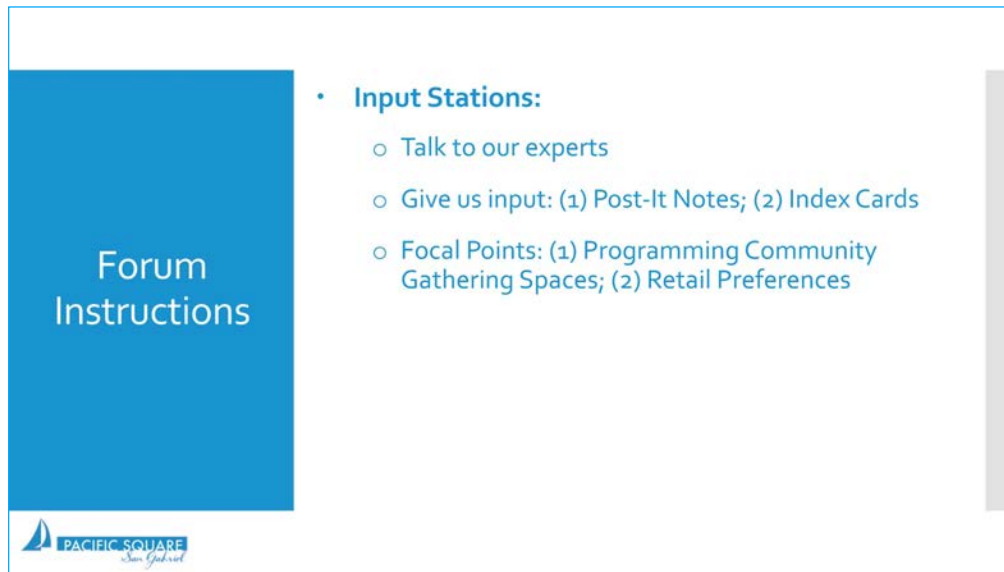 Forum
Instructions
• Input Stations:
o Talk to our experts
o Give us input: (1) Post-It Notes; (2) Index Cards
o Focal Points: (1) Programming Community
Gathering Spaces; (2) Retail Preferences
PACIFIC SQUARE
San Gabriel